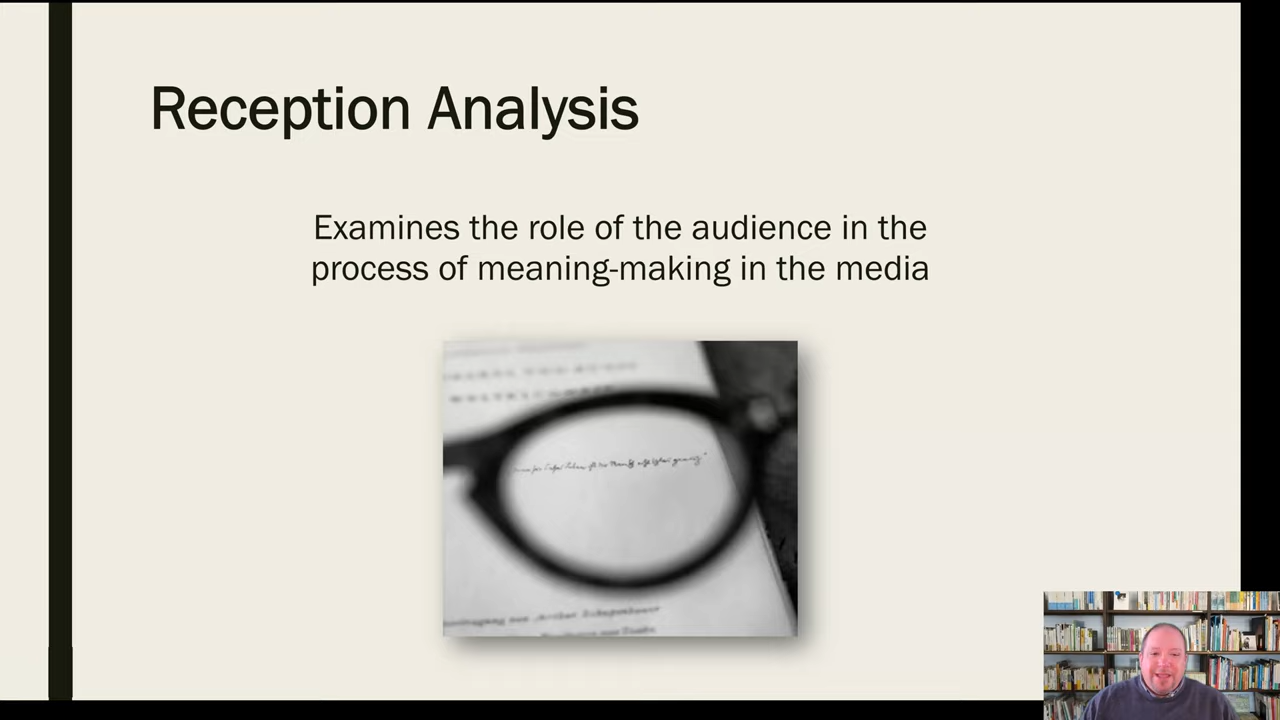 Reception Analysis
Examines the role of the audience in the
process of meaning-making in the media